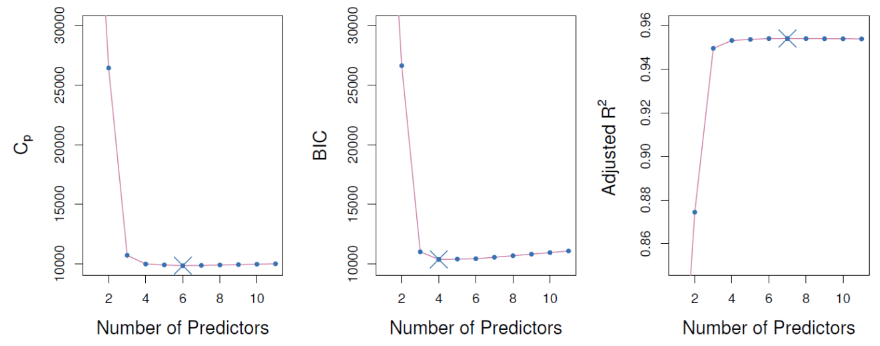 30000
25000
20000
15000
10000
C_p
2 4 6 8 10
Number of Predictors
30000
25000
20000
15000
10000
BIC
2 4 6 8 10
Number of Predictors
0.96
0.94
0.92
0.90
0.88
0.86
Adjusted R²
2 4 6 8 10
Number of Predictors